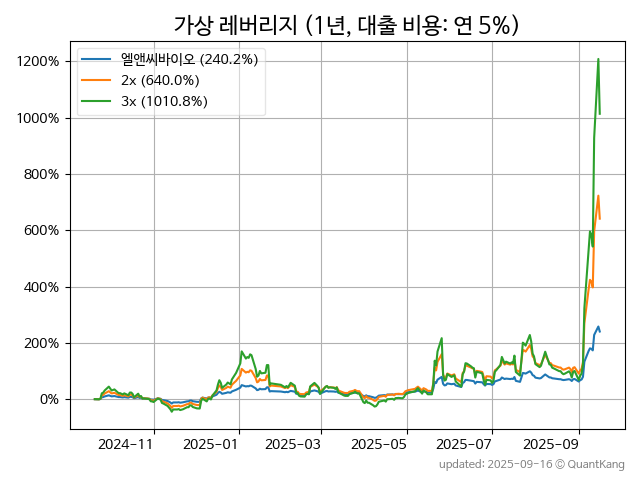 가상 레버리지 (1년, 대출 비용: 연 5%)
1200%
1000%
800%
600%
400%
200%
0%
엘앤씨바이오 (240.2%)
2x (640.0%)
3x (1010.8%)
2024-11
2025-01
2025-03
2025-05
2025-07
2025-09
updated: 2025-09-16 © QuantKang